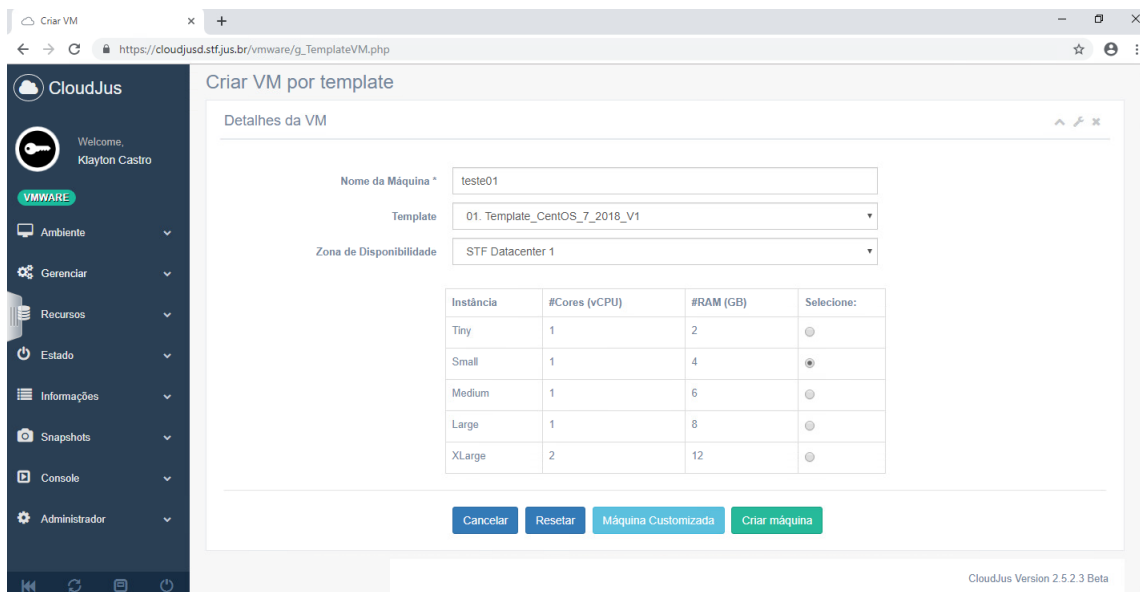 Criar VM
https://cloudjusd.stf.jus.br/vmware/g_TemplateVM.php
CloudJus
Welcome,
Klayton Castro
VMWARE
Ambiente
Gerenciar
Recursos
Estado
Informações
Snapshots
Console
Administrador
Criar VM por template
Detalhes da VM
Nome da Máquina * teste01
Template 01. Template_CentOS_7_2018_V1
Zona de Disponibilidade STF Datacenter 1
Instância #Cores (vCPU) #RAM (GB) Selecione:
Tiny 1 2
Small 1 4
Medium 1 6
Large 1 8
XLarge 2 12
Cancelar Resetar Máquina Customizada Criar máquina
CloudJus Version 2.5.2.3 Beta